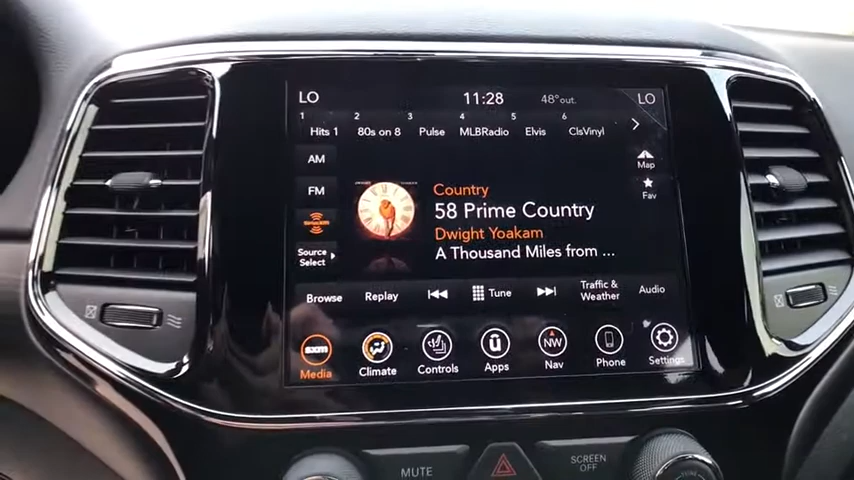 LO 11:28 48° out. LO
1 2 3 4 5 6
Hits 1 80s on 8 Pulse MLBRadio Elvis ClsVinyl
AM
Map
FM
Fav
Country
58 Prime Country
SiriusXM
Dwight Yoakam
Source
Select
A Thousand Miles from ...
Browse Replay Tune Traffic &
Weather Audio
sxm NW
Media Climate Controls Apps Nav Phone Settings
MUTE SCREEN
OFF